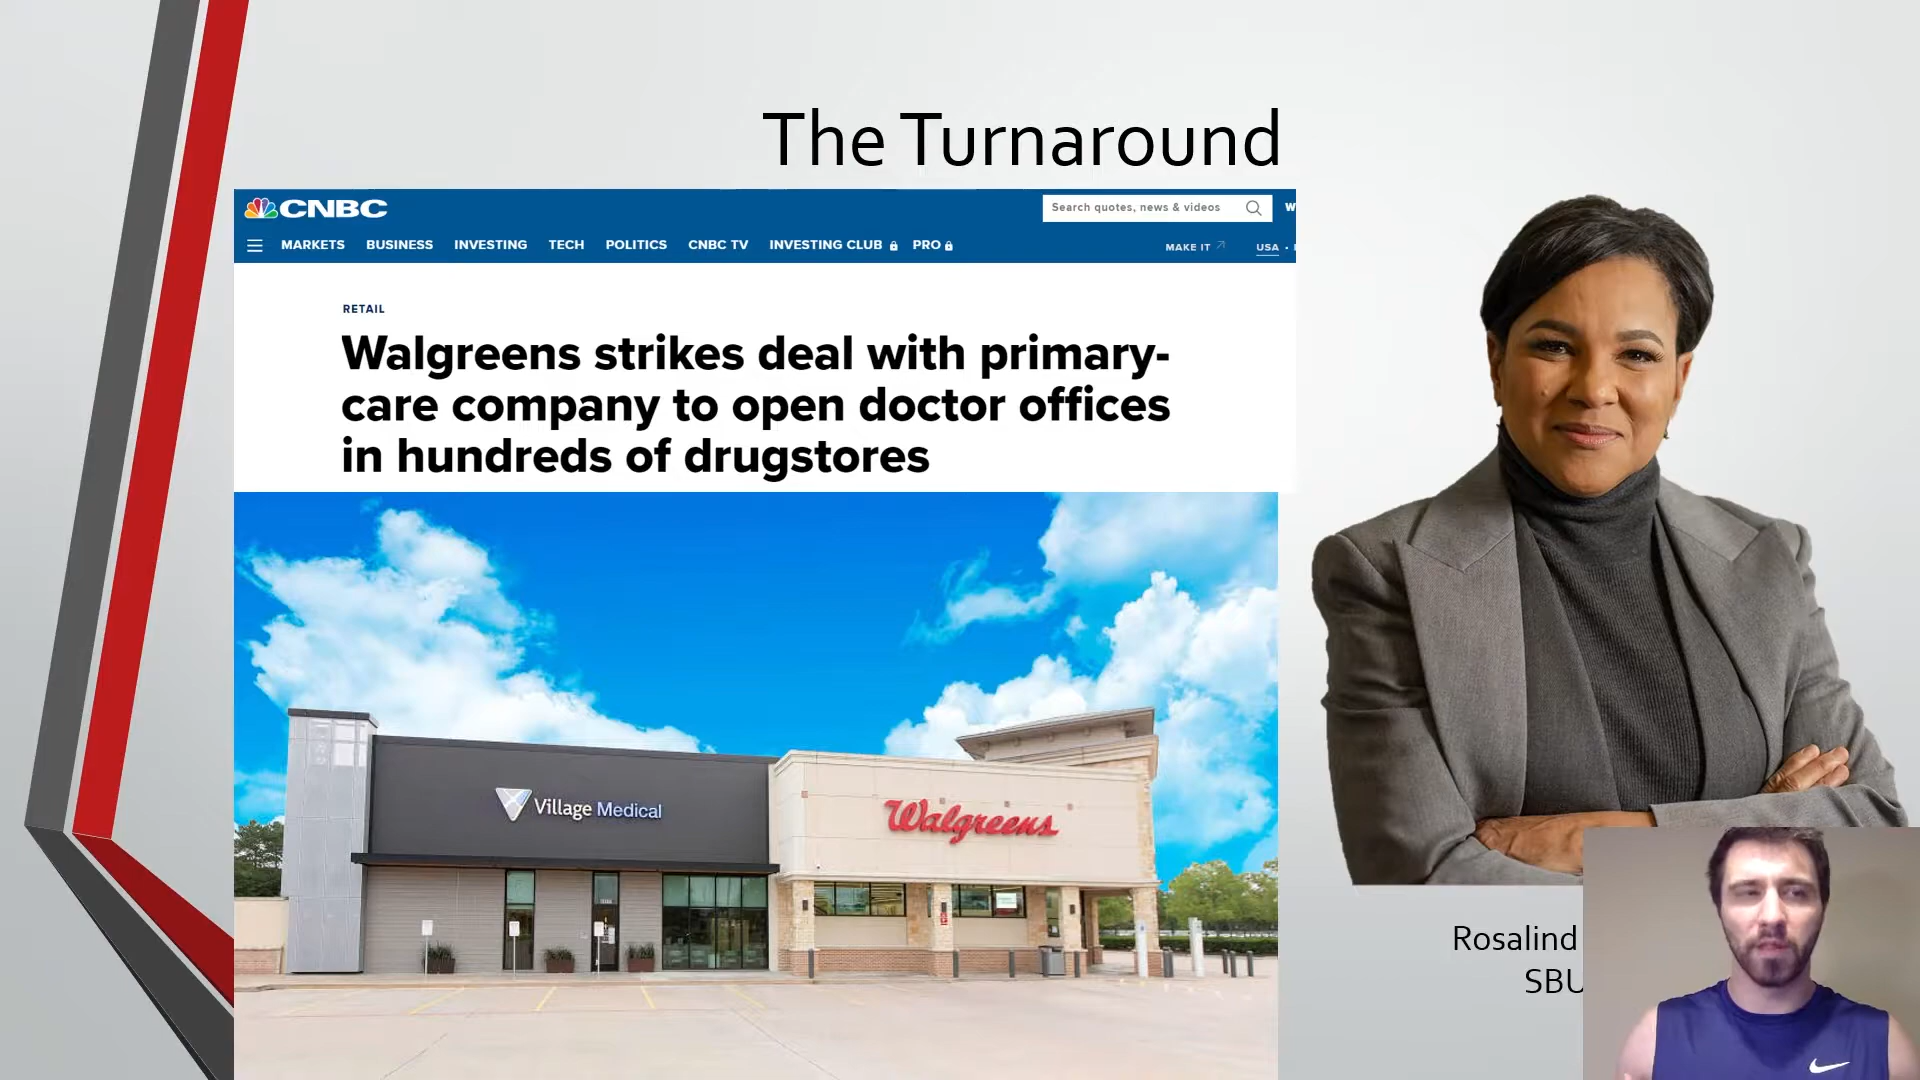 The Turnaround
CNBC
Search quotes, news & videos
W
MARKETS BUSINESS INVESTING TECH POLITICS CNBC TV INVESTING CLUB PRO
MAKE IT USA
RETAIL
Walgreens strikes deal with primary-
care company to open doctor offices
in hundreds of drugstores
Village Medical
Walgreens
Rosalind
SBU